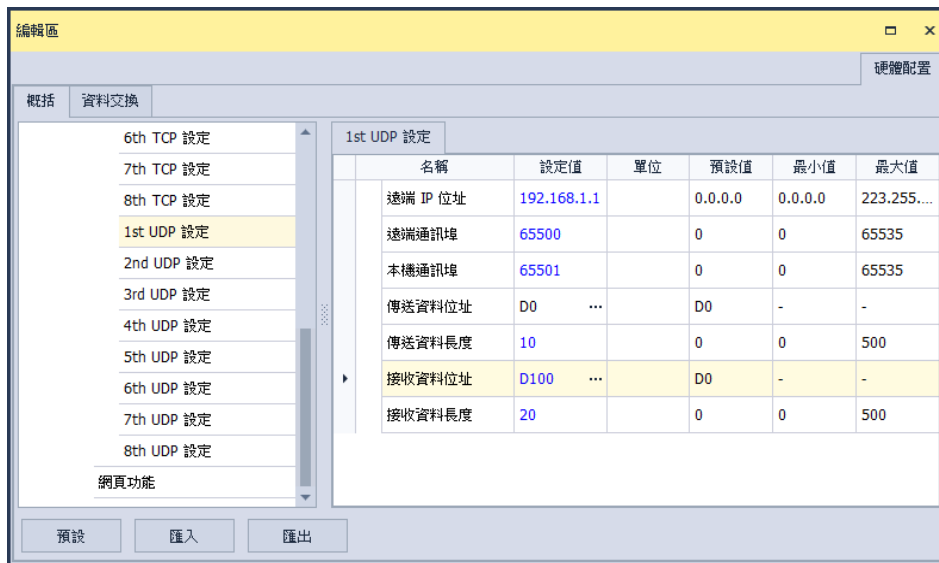 編輯區
硬體配置
概括 資料交換
6th TCP 設定
7th TCP 設定
8th TCP 設定
1st UDP 設定
2nd UDP 設定
3rd UDP 設定
4th UDP 設定
5th UDP 設定
6th UDP 設定
7th UDP 設定
8th UDP 設定
網頁功能
1st UDP 設定
名稱 設定值 單位 預設值 最小值 最大值
遠端 IP 位址 192.168.1.1 0.0.0.0 0.0.0.0 223.255....
遠端通訊埠 65500 0 0 65535
本機通訊埠 65501 0 0 65535
傳送資料位址 D0 ... D0 - -
傳送資料長度 10 0 0 500
接收資料位址 D100 ... D0 - -
接收資料長度 20 0 0 500
預設 匯入 匯出